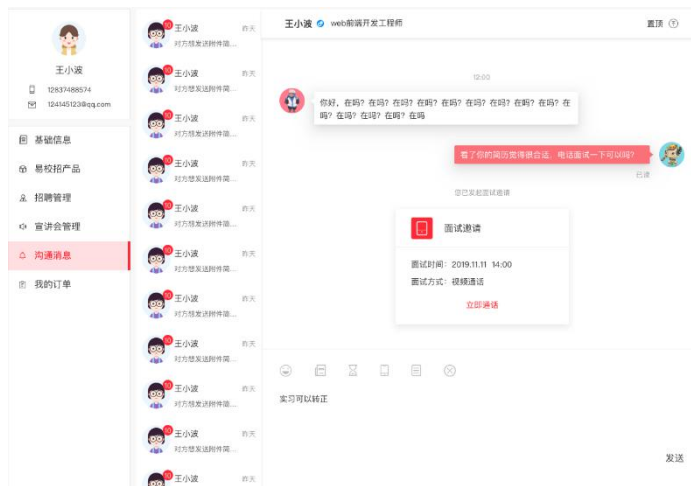 王小波
12837488574
124145123@qq.com
基础信息
易校招产品
招聘管理
宣讲会管理
沟通消息
我的订单
王小波 昨天
对方想发送附件简...
王小波 昨天
对方想发送附件简...
王小波 昨天
对方想发送附件简...
王小波 昨天
对方想发送附件简...
王小波 昨天
对方想发送附件简...
王小波 昨天
对方想发送附件简...
王小波 昨天
对方想发送附件简...
王小波 昨天
对方想发送附件简...
王小波 昨天
对方想发送附件简...
王小波 昨天
对方想发送附件简...
王小波 昨天
王小波 web前端开发工程师 置顶
12:00
你好，在吗？在吗？在吗？在吗？在吗？在吗？在吗？在吗？在吗？在
吗？在吗？在吗？在吗？在吗
看了你的简历觉得很合适，电话面试一下可以吗？
已读
您已发起面试邀请
面试邀请
面试时间：2019.11.11 14:00
面试方式：视频通话
立即通话
实习可以转正
发送